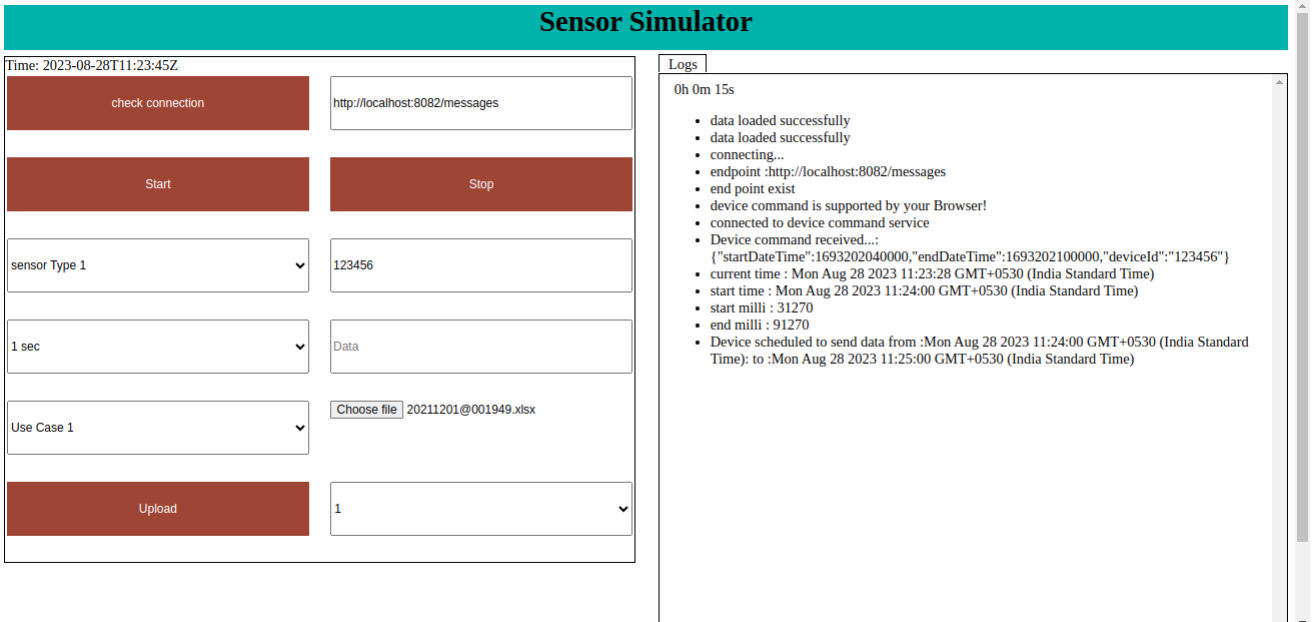 Sensor Simulator
Time: 2023-08-28T11:23:45Z
check connection
http://localhost:8082/messages
Start
Stop
sensor Type 1
123456
1 sec
Data
Use Case 1
Choose file 20211201@001949.xlsx
Upload
1
Logs
0h 0m 15s
data loaded successfully
data loaded successfully
connecting...
endpoint :http://localhost:8082/messages
end point exist
device command is supported by your Browser!
connected to device command service
Device command received...:
{"startDateTime":1693202040000,"endDateTime":1693202100000,"deviceId":"123456"}
current time : Mon Aug 28 2023 11:23:28 GMT+0530 (India Standard Time)
start time : Mon Aug 28 2023 11:24:00 GMT+0530 (India Standard Time)
start milli : 31270
end milli : 91270
Device scheduled to send data from :Mon Aug 28 2023 11:24:00 GMT+0530 (India Standard
Time): to :Mon Aug 28 2023 11:25:00 GMT+0530 (India Standard Time)